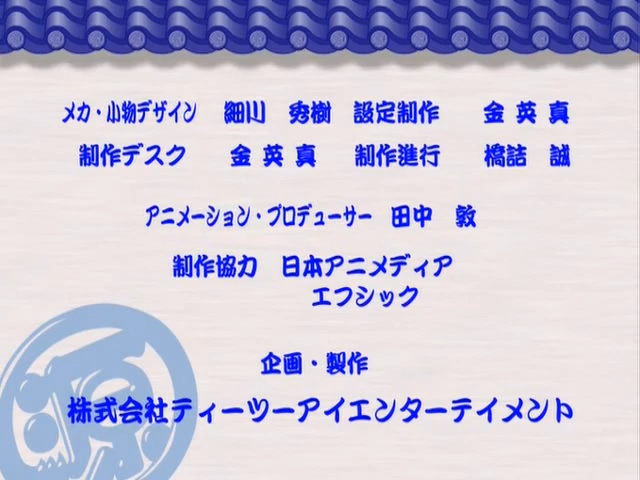 メカ・小物デザイン 細川 秀樹 設定制作 金 英 真
制作デスク 金 英 真 制作進行 橋詰 誠
アニメーション・プロデューサー 田中 敦
制作協力 日本アニメディア
エフシック
企画・製作
株式会社ティーツーアイエンターテイメント